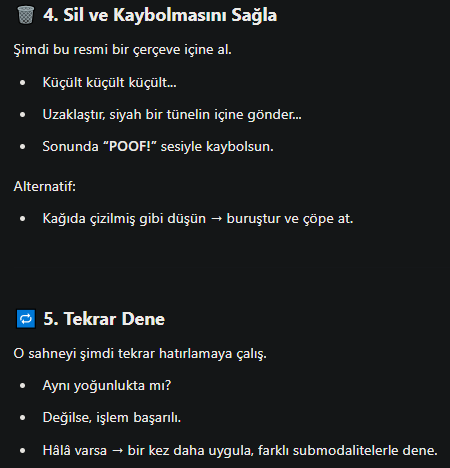 🗑️ 4. Sil ve Kaybolmasını Sağla
Şimdi bu resmi bir çerçeve içine al.
• Küçült küçült küçült...
• Uzaklaştır, siyah bir tünelin içine gönder...
• Sonunda “POOF!” sesiyle kaybolsun.
Alternatif:
• Kağıda çizilmiş gibi düşün → buruştur ve çöpe at.
🔁 5. Tekrar Dene
O sahneyi şimdi tekrar hatırlamaya çalış.
• Aynı yoğunlukta mı?
• Değilse, işlem başarılı.
• Hâlâ varsa → bir kez daha uygula, farklı submodalitelerle dene.